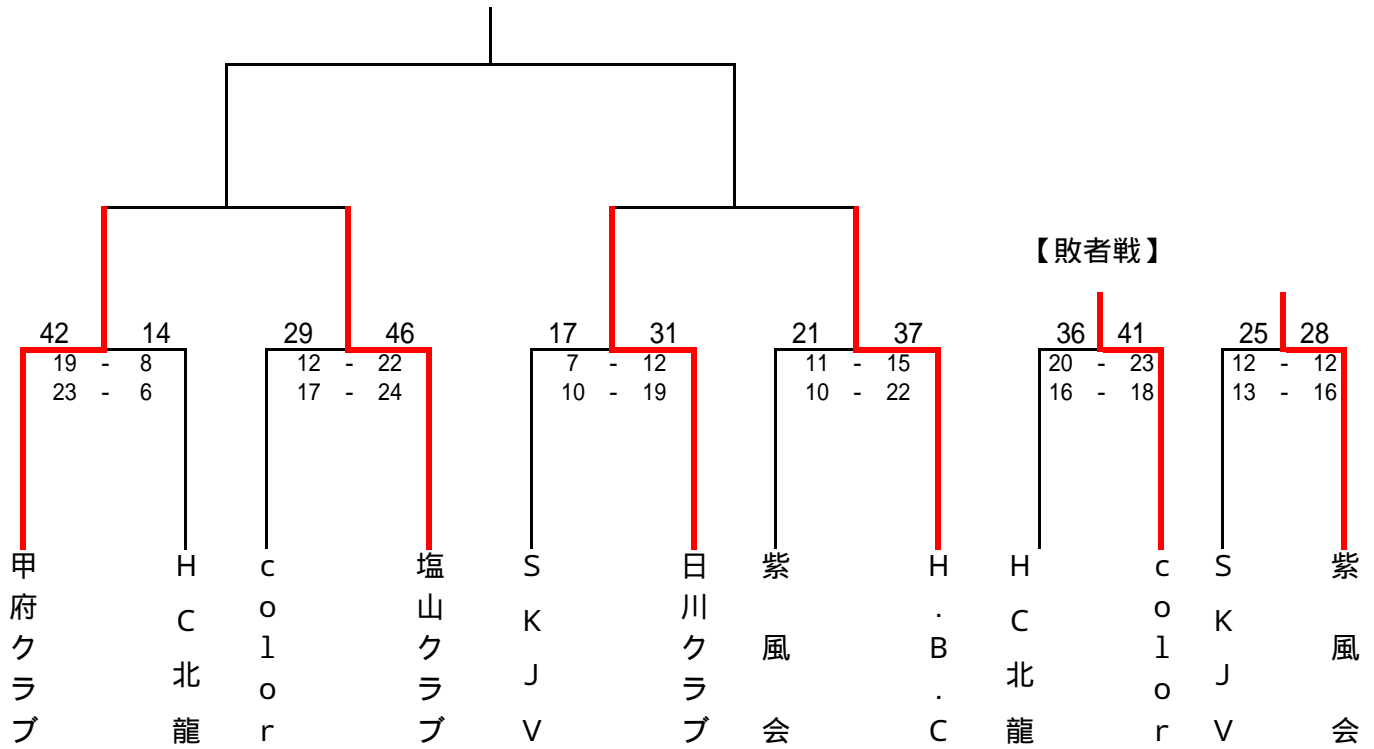 【敗者戦】
42 14 29 46 17 31 21 37 36 41 25 28
19 - 8 12 - 22 7 - 12 11 - 15 20 - 23 12 - 12
23 - 6 17 - 24 10 - 19 10 - 22 16 - 18 13 - 16
甲府クラブ
HC北龍
color
塩山クラブ
SKJV
日川クラブ
紫風会
H.B.C
HC北龍
color
SKJV
紫風会